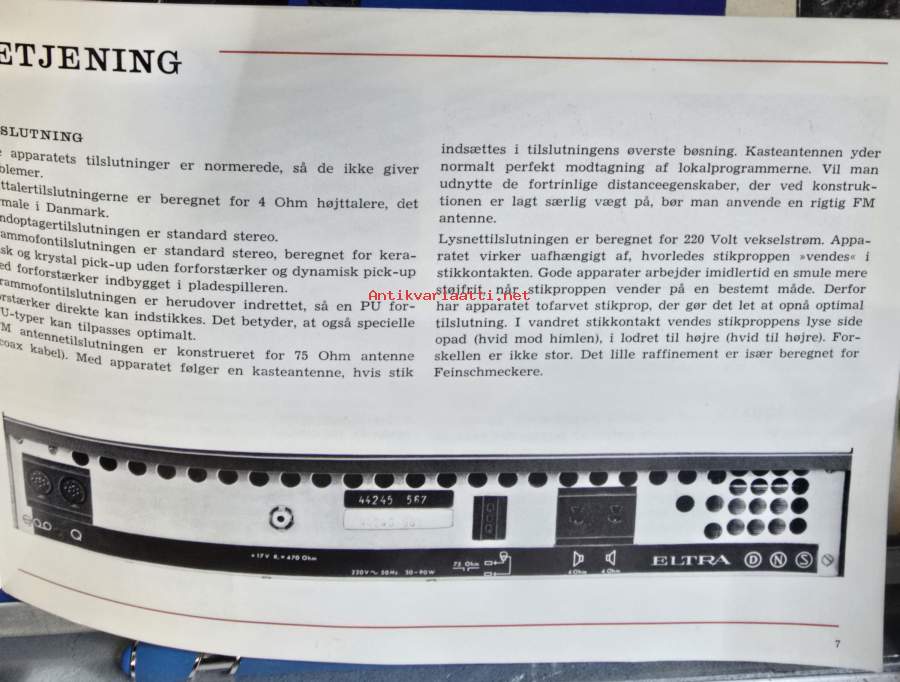 ETJENING
SLUTNING
e apparatets tilslutninger er normerede, så de ikke giver
blemer.
ttalertilslutningerne er beregnet for 4 Ohm højttalere, det
rmale i Danmark.
ndoptagertilslutningen er standard stereo.
ammofontilslutningen er standard stereo, beregnet for kera-
sk og krystal pick-up uden forforstærker og dynamisk pick-up
ed forforstærker indbygget i pladespilleren.
rammofontilslutningen er herudover indrettet, så en PU for-
orstærker direkte kan indstikkes. Det betyder, at også specielle
U-typer kan tilpasses optimalt.
M antennetilslutningen er konstrueret for 75 Ohm antenne
coax kabel). Med apparatet følger en kasteantenne, hvis stik
indsættes i tilslutningens øverste bøsning. Kasteantennen yder
normalt perfekt modtagning af lokalprogrammerne. Vil man
udnytte de fortrinlige distanceegenskaber, der ved konstruk-
tionen er lagt særlig vægt på, bør man anvende en rigtig FM
antenne.
Lysnettilslutningen er beregnet for 220 Volt vekselstrøm. Appa-
ratet virker uafhængigt af, hvorledes stikproppen »vendes« i
stikkontakten. Gode apparater arbejder imidlertid en smule mere
støjfrit, når stikproppen vender på en bestemt måde. Derfor
har apparatet tofarvet stikprop, der gør det let at opnå optimal
tilslutning. I vandret stikkontakt vendes stikproppens lyse side
opad (hvid mod himlen), i lodret til højre (hvid til højre). For-
skellen er ikke stor. Det lille raffinement er især beregnet for
Feinschmeckere.
Antikvariaatti.net
44245 567
+17V R. = 470 Ohm
220V ~ 50Hz 50-90W
75 Ohm
4 Ohm
4 Ohm
ELTRA D N S
7